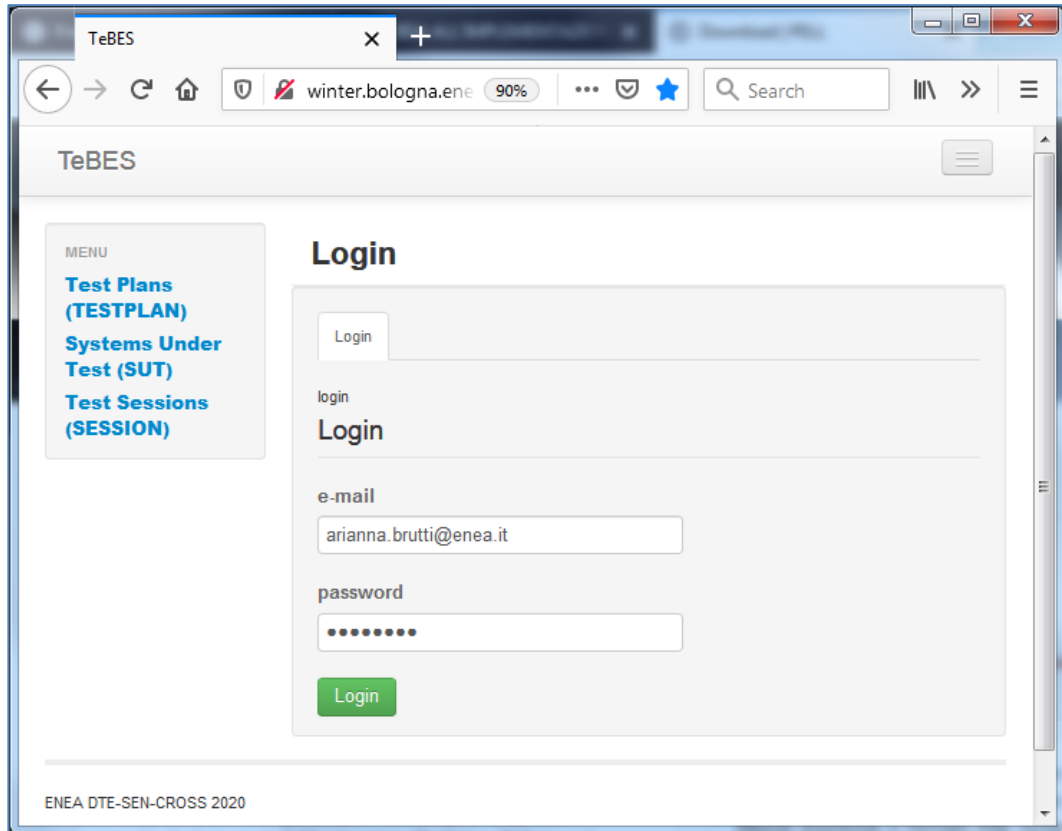 TeBES
winter.bologna.ene 90%
Search
TeBES
MENU
Test Plans
(TESTPLAN)
Systems Under
Test (SUT)
Test Sessions
(SESSION)
Login
Login
login
Login
e-mail
arianna.brutti@enea.it
password
Login
ENEA DTE-SEN-CROSS 2020